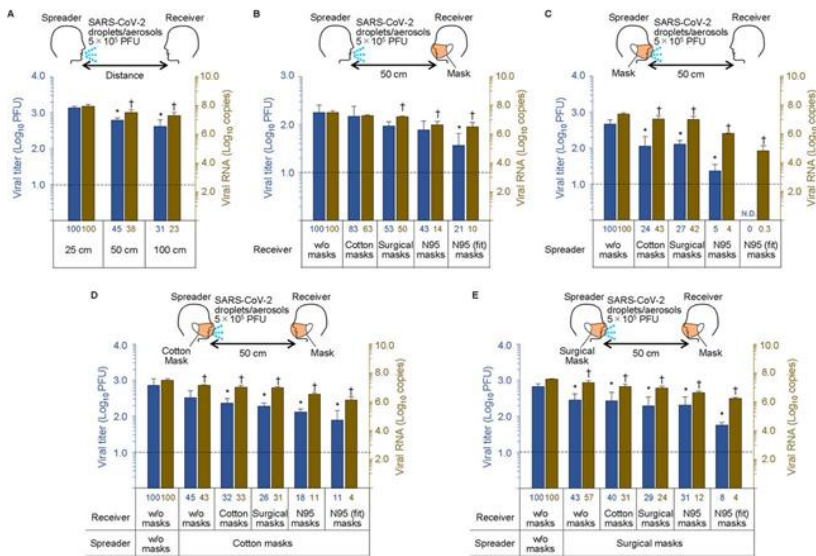 A
Spreader
SARS-CoV-2
droplets/aerosols
5 × 10⁵ PFU
Receiver
Distance
Viral titer (Log₁₀ PFU)
4.0
3.0
2.0
1.0
10.0
8.0
6.0
4.0
2.0
Viral RNA (Log₁₀ copies)
* † * †
100 100 45 38 31 23
25 cm 50 cm 100 cm
B
Spreader
SARS-CoV-2
droplets/aerosols
5 × 10⁵ PFU
Receiver
50 cm
Mask
Viral titer (Log₁₀ PFU)
3.0
2.0
1.0
10.0
8.0
6.0
4.0
2.0
Viral RNA (Log₁₀ copies)
† † * †
100 100 83 63 53 50 43 14 21 10
Receiver w/o masks Cotton masks Surgical masks N95 masks N95 (fit) masks
C
Spreader
SARS-CoV-2
droplets/aerosols
5 × 10⁵ PFU
Receiver
Mask
50 cm
Viral titer (Log₁₀ PFU)
4.0
3.0
2.0
1.0
10.0
8.0
6.0
4.0
2.0
Viral RNA (Log₁₀ copies)
* † * † * † †
N.D.
100 100 24 43 27 42 5 4 0 0.3
Spreader w/o masks Cotton masks Surgical masks N95 masks N95 (fit) masks
D
Spreader
SARS-CoV-2
droplets/aerosols
5 × 10⁵ PFU
Receiver
Cotton
Mask
50 cm
Mask
Viral titer (Log₁₀ PFU)
4.0
3.0
2.0
1.0
10.0
8.0
6.0
4.0
2.0
Viral RNA (Log₁₀ copies)
† * † * † * † * †
100 100 45 43 32 33 26 31 18 11 11 4
Receiver w/o masks w/o masks Cotton masks Surgical masks N95 masks N95 (fit) masks
Spreader w/o masks Cotton masks
E
Spreader
SARS-CoV-2
droplets/aerosols
5 × 10⁵ PFU
Receiver
Surgical
Mask
50 cm
Mask
Viral titer (Log₁₀ PFU)
4.0
3.0
2.0
1.0
10.0
8.0
6.0
4.0
2.0
Viral RNA (Log₁₀ copies)
* † * † * † * † * †
100 100 43 57 40 31 29 24 31 12 8 4
Receiver w/o masks w/o masks Cotton masks Surgical masks N95 masks N95 (fit) masks
Spreader w/o masks Surgical masks